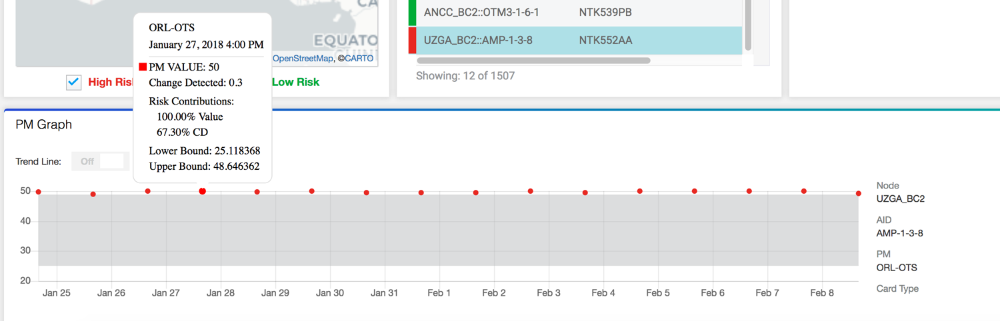 CA
EQUATO
OpenStreetMap, ©CARTO
High Ris
Low Risk
ORL-OTS
January 27, 2018 4:00 PM
PM VALUE: 50
Change Detected: 0.3
Risk Contributions:
100.00% Value
67.30% CD
Lower Bound: 25.118368
Upper Bound: 48.646362
ANCC_BC2::OTM3-1-6-1 NTK539PB
UZGA_BC2::AMP-1-3-8 NTK552AA
Showing: 12 of 1507
PM Graph
Trend Line: Off
50
40
30
20
Jan 25 Jan 26 Jan 27 Jan 28 Jan 29 Jan 30 Jan 31 Feb 1 Feb 2 Feb 3 Feb 4 Feb 5 Feb 6 Feb 7 Feb 8
Node
UZGA_BC2
AID
AMP-1-3-8
PM
ORL-OTS
Card Type